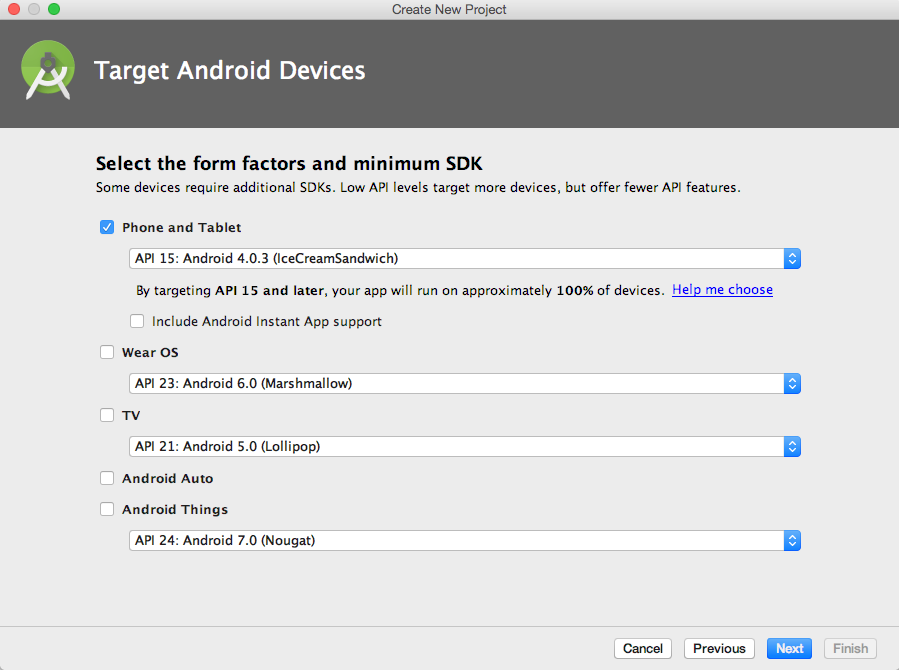 Create New Project
Target Android Devices
Select the form factors and minimum SDK
Some devices require additional SDKs. Low API levels target more devices, but offer fewer API features.
Phone and Tablet
API 15: Android 4.0.3 (IceCreamSandwich)
By targeting API 15 and later, your app will run on approximately 100% of devices. Help me choose
Include Android Instant App support
Wear OS
API 23: Android 6.0 (Marshmallow)
TV
API 21: Android 5.0 (Lollipop)
Android Auto
Android Things
API 24: Android 7.0 (Nougat)
Cancel Previous Next Finish